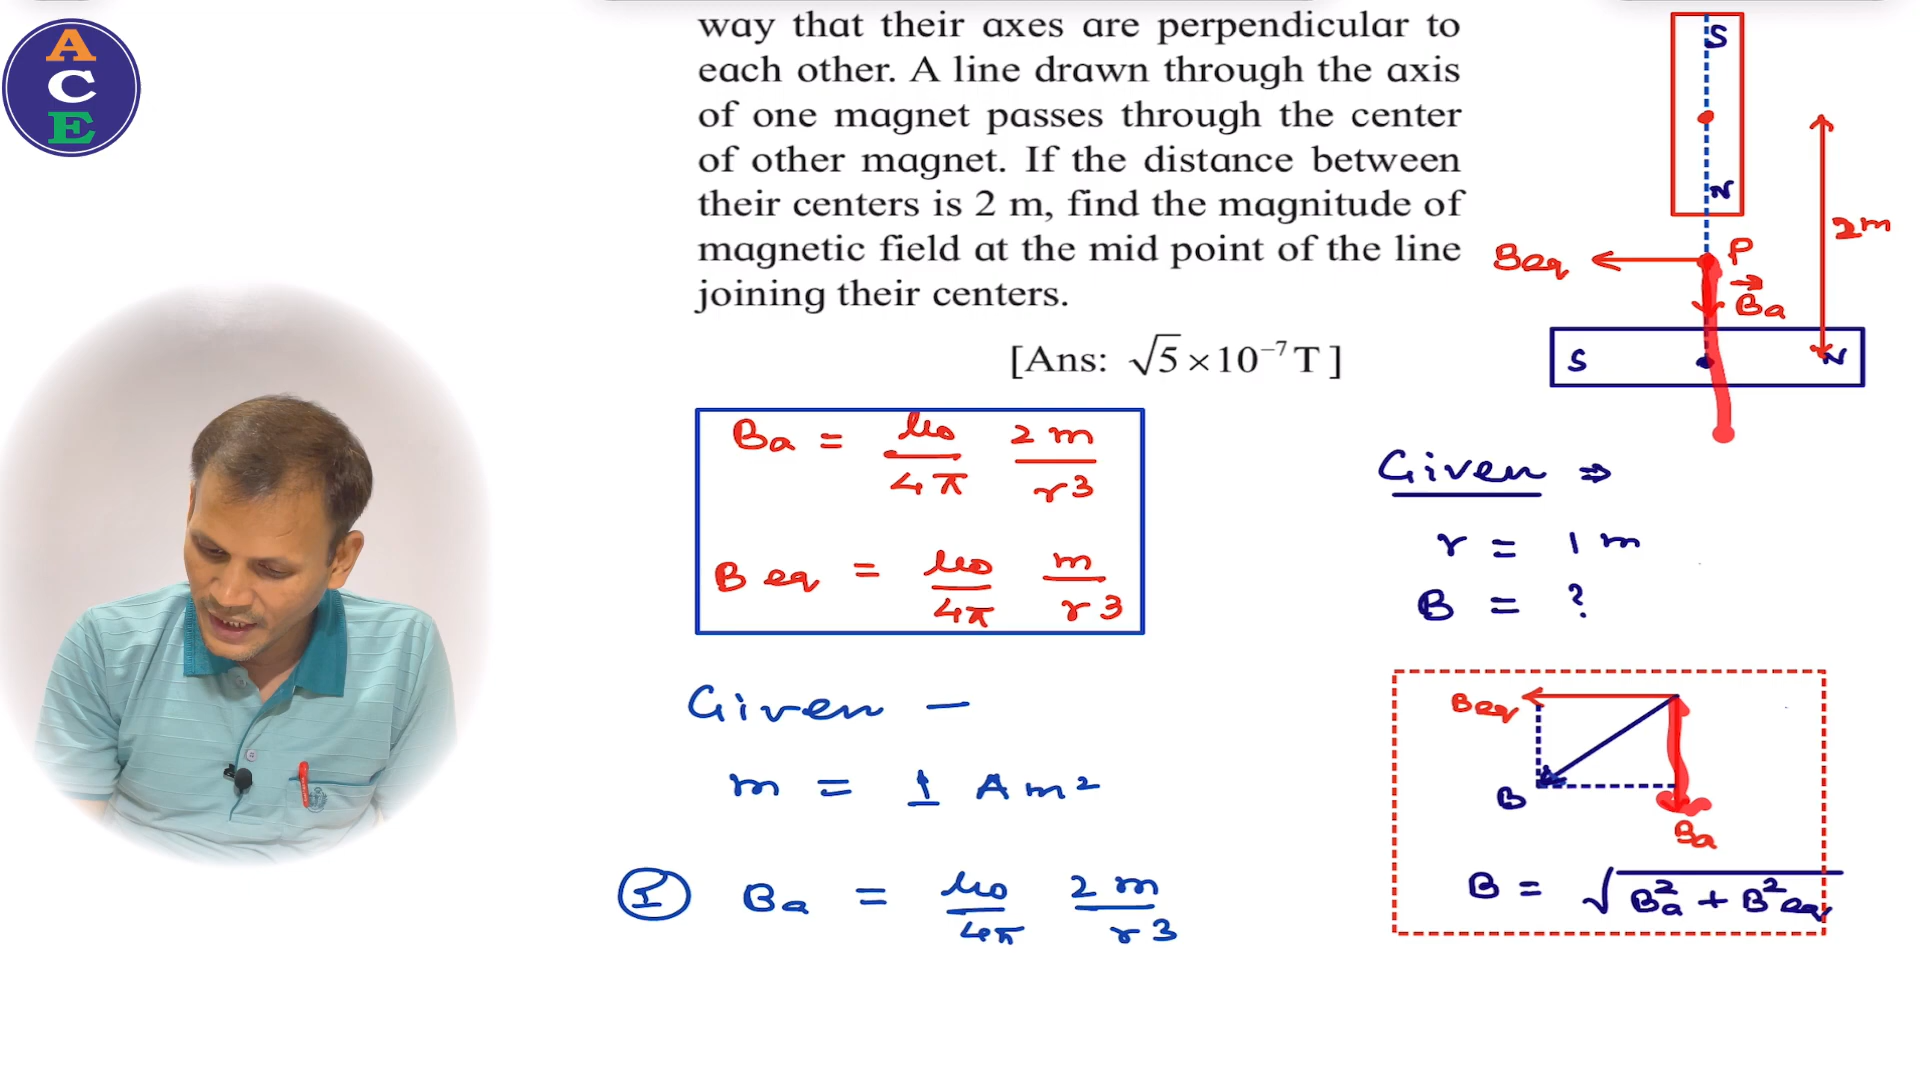 A
C
E
way that their axes are perpendicular to
each other. A line drawn through the axis
of one magnet passes through the center
of other magnet. If the distance between
their centers is 2 m, find the magnitude of
magnetic field at the mid point of the line
joining their centers.
[Ans: √5 × 10⁻⁷ T ]
S
N
2m
Beq
P
Ba
S
N
Ba = μ0/4π 2m/r3
Beq = μ0/4π m/r3
Given ⇒
r = 1 m
B = ?
Given –
m = 1 Am2
① Ba = μ0/4π 2m/r3
Beq
B
Ba
B = √(Ba² + B²eq)